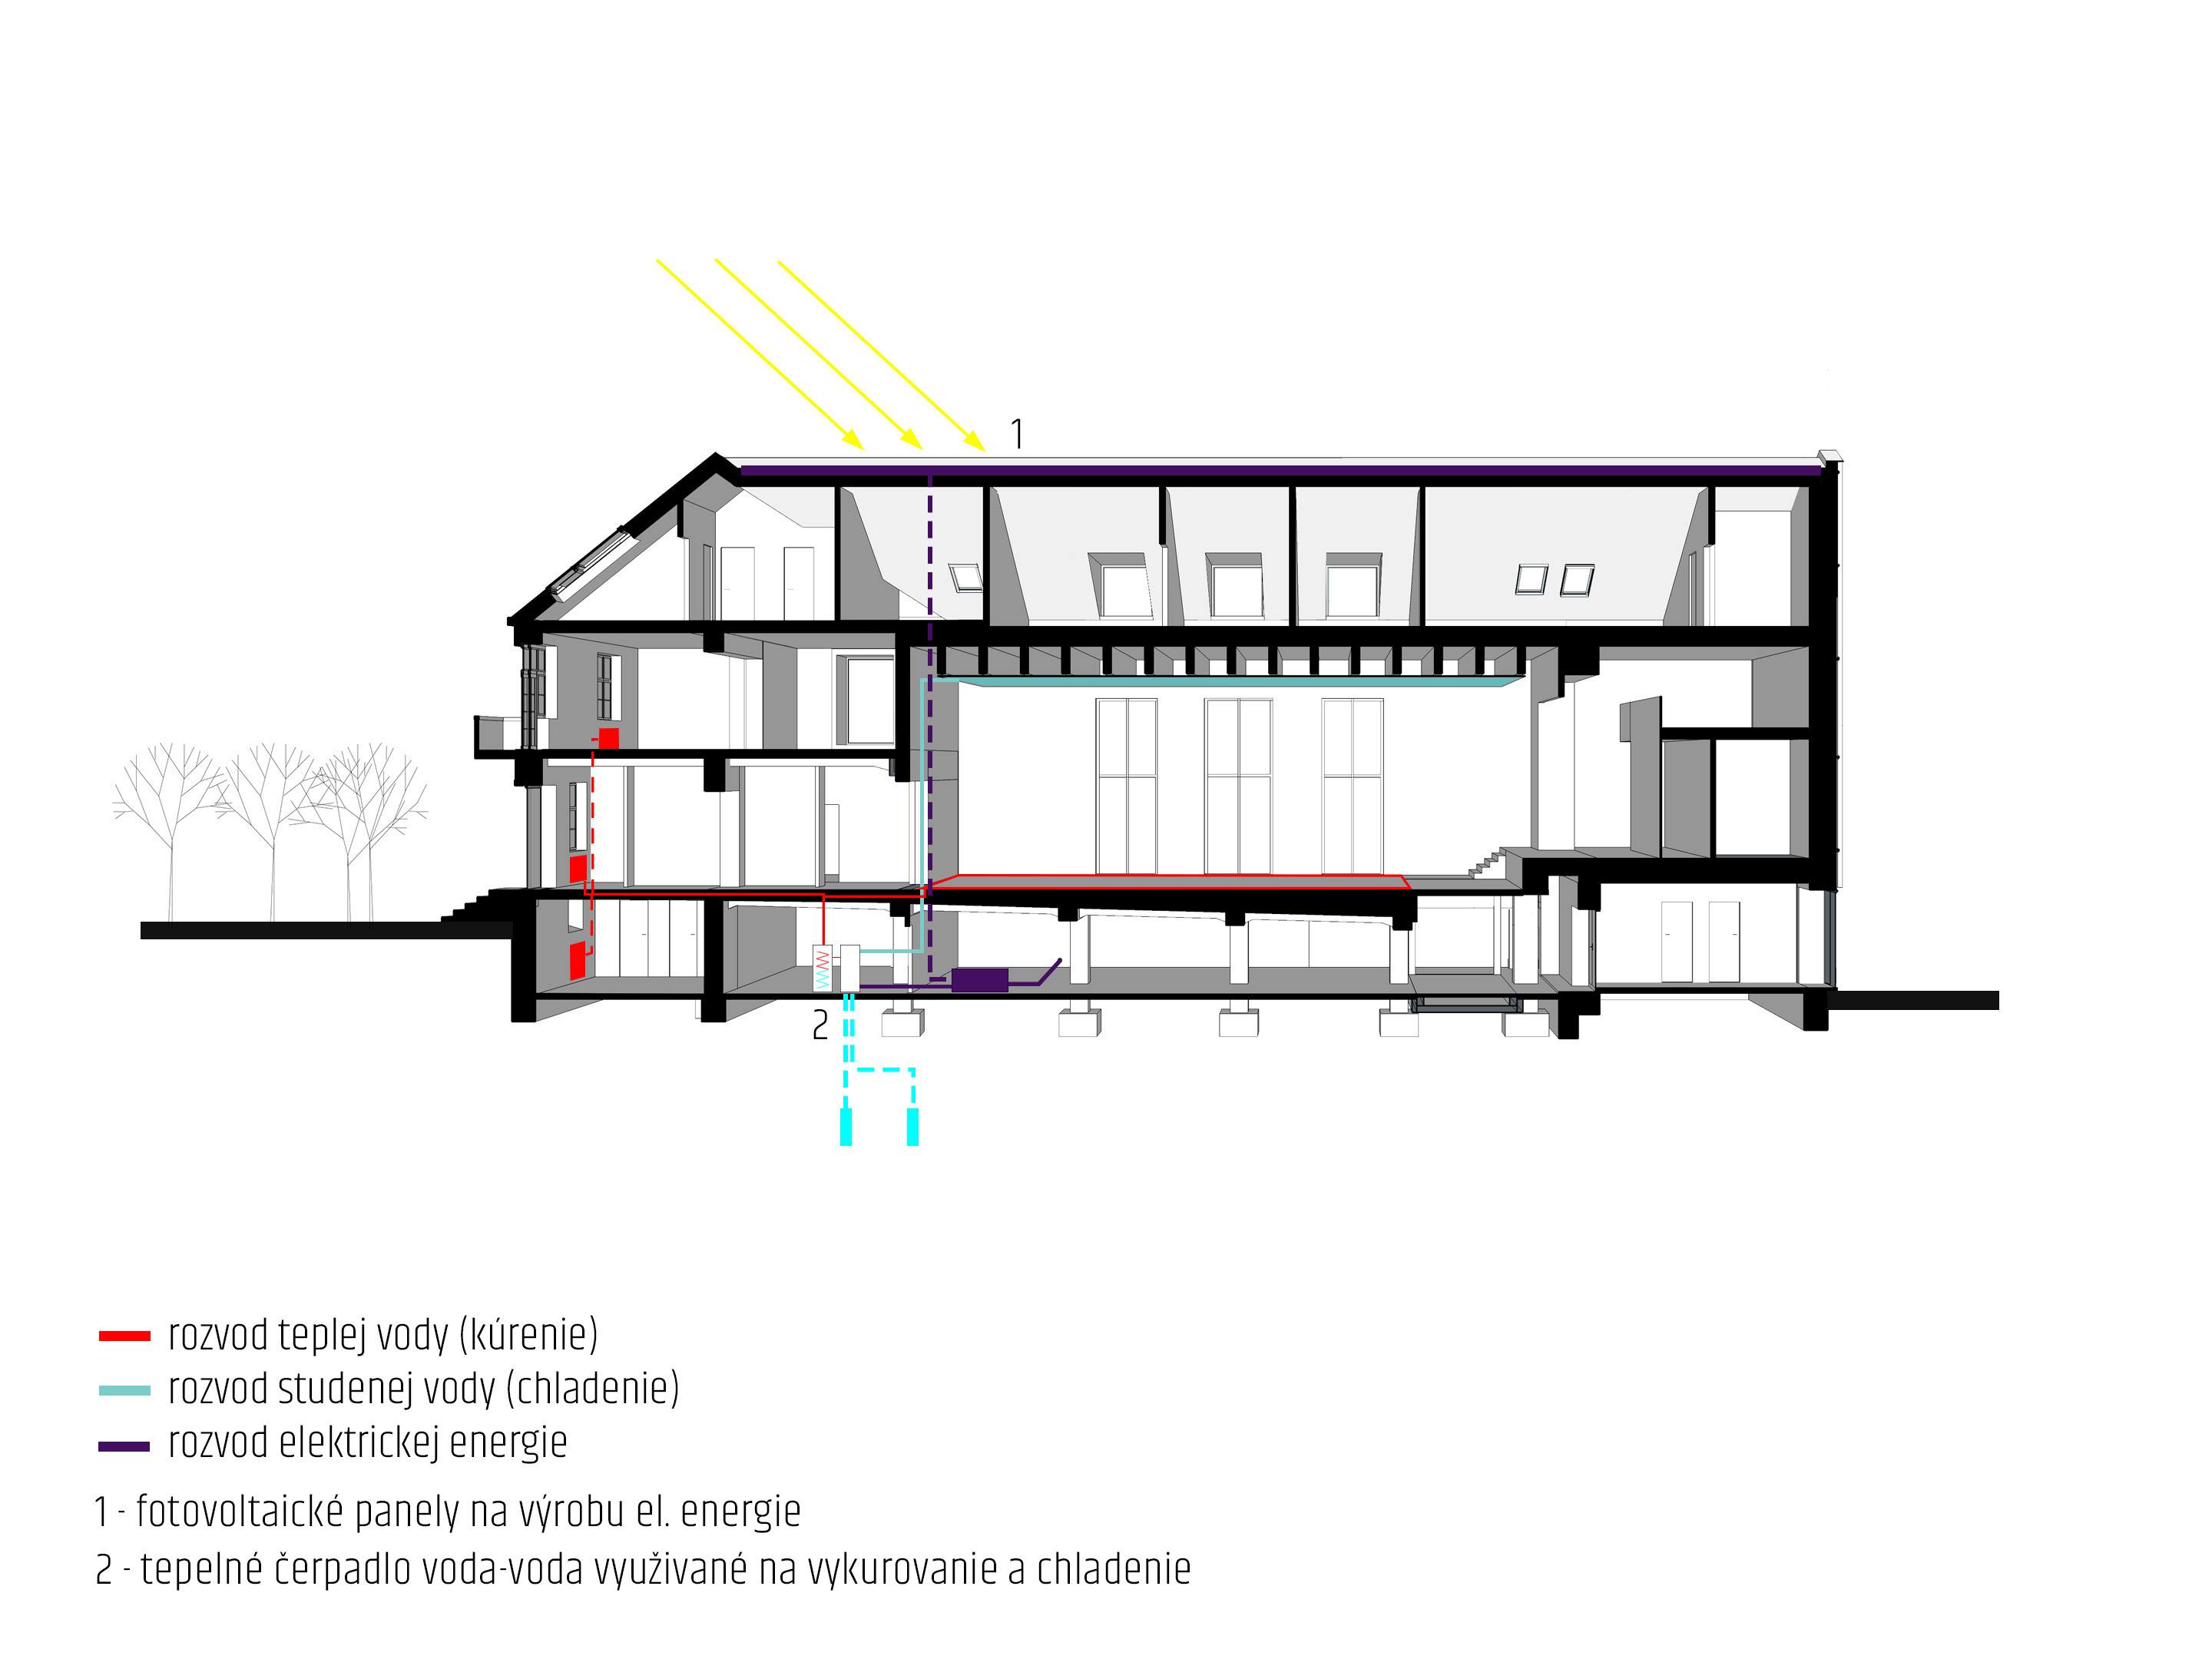 1
2
rozvod teplej vody (kúrenie)
rozvod studenej vody (chladenie)
rozvod elektrickej energie
1 - fotovoltaické panely na výrobu el. energie
2 - tepelné čerpadlo voda-voda využivané na vykurovanie a chladenie